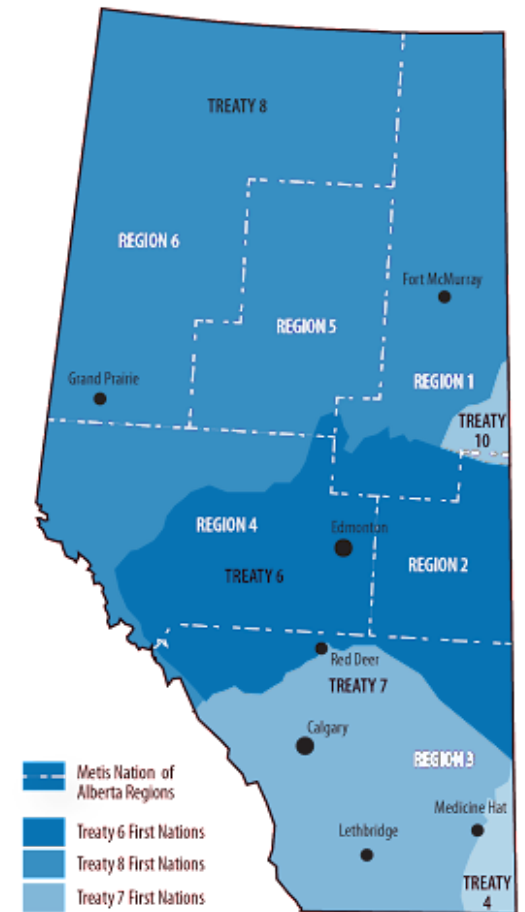 TREATY 8
REGION 6
Fort McMurray
REGION 5
Grand Prairie
REGION 1
TREATY
10
REGION 4
Edmonton
REGION 2
TREATY 6
Red Deer
TREATY 7
Calgary
REGION 3
Metis Nation of
Alberta Regions
Medicine Hat
Treaty 6 First Nations
Lethbridge
Treaty 8 First Nations
TREATY
4
Treaty 7 First Nations